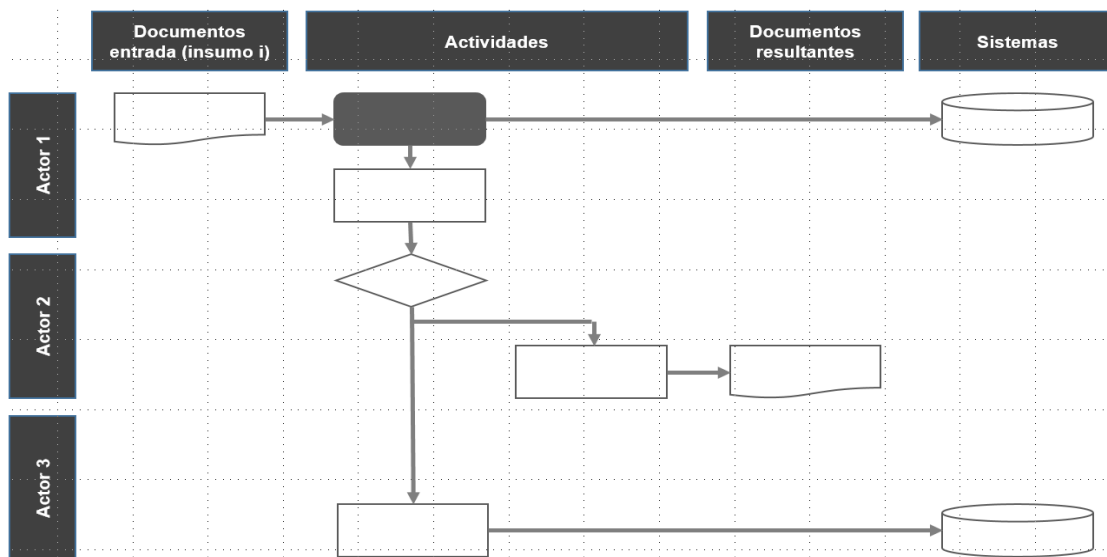 Documentos
entrada (insumo i)
Actividades
Documentos
resultantes
Sistemas
Actor 1
Actor 2
Actor 3